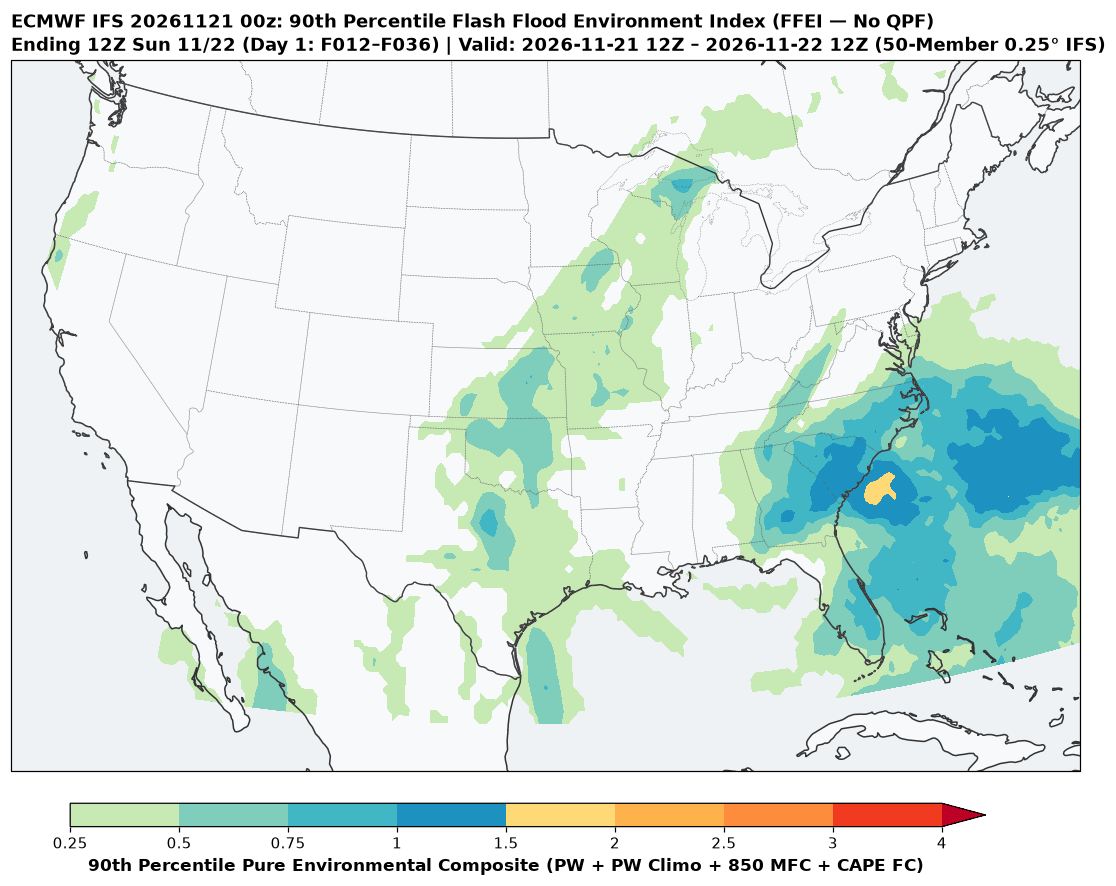 ECMWF IFS 20261121 00z: 90th Percentile Flash Flood Environment Index (FFEI — No QPF)
Ending 12Z Sun 11/22 (Day 1: F012–F036) | Valid: 2026-11-21 12Z – 2026-11-22 12Z (50-Member 0.25° IFS)
0.25 0.5 0.75 1 1.5 2 2.5 3 4
90th Percentile Pure Environmental Composite (PW + PW Climo + 850 MFC + CAPE FC)